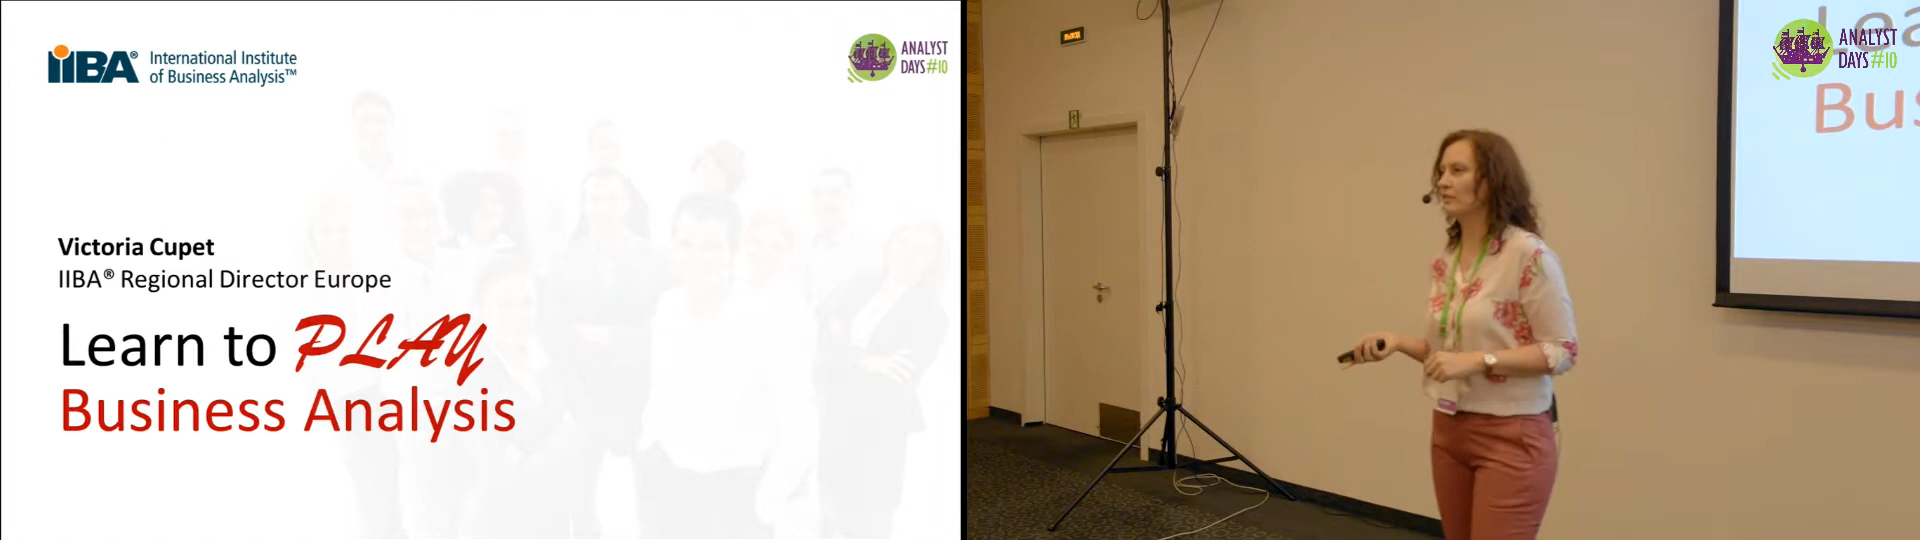 IIBA® International Institute
of Business Analysis™
ANALYST
DAYS#10
Victoria Cupet
IIBA® Regional Director Europe
Learn to PLAY
Business Analysis
ANALYST
DAYS#10
Lea
Bus